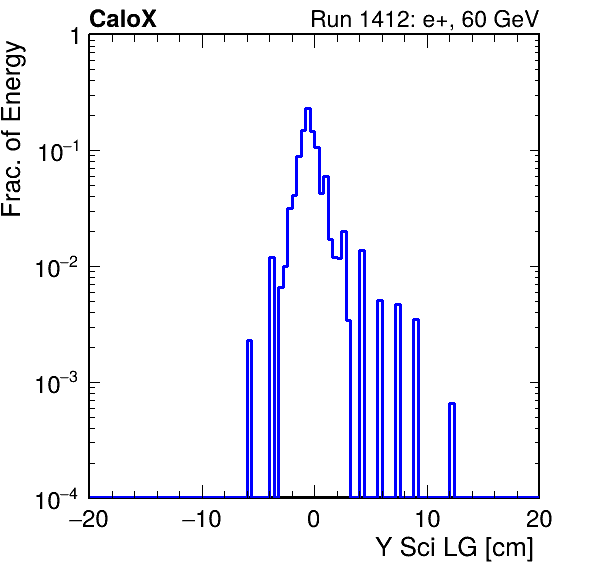 CaloX Run 1412: e+, 60 GeV
Frac. of Energy
1
10⁻¹
10⁻²
10⁻³
10⁻⁴
−20 −10 0 10 20
Y Sci LG [cm]